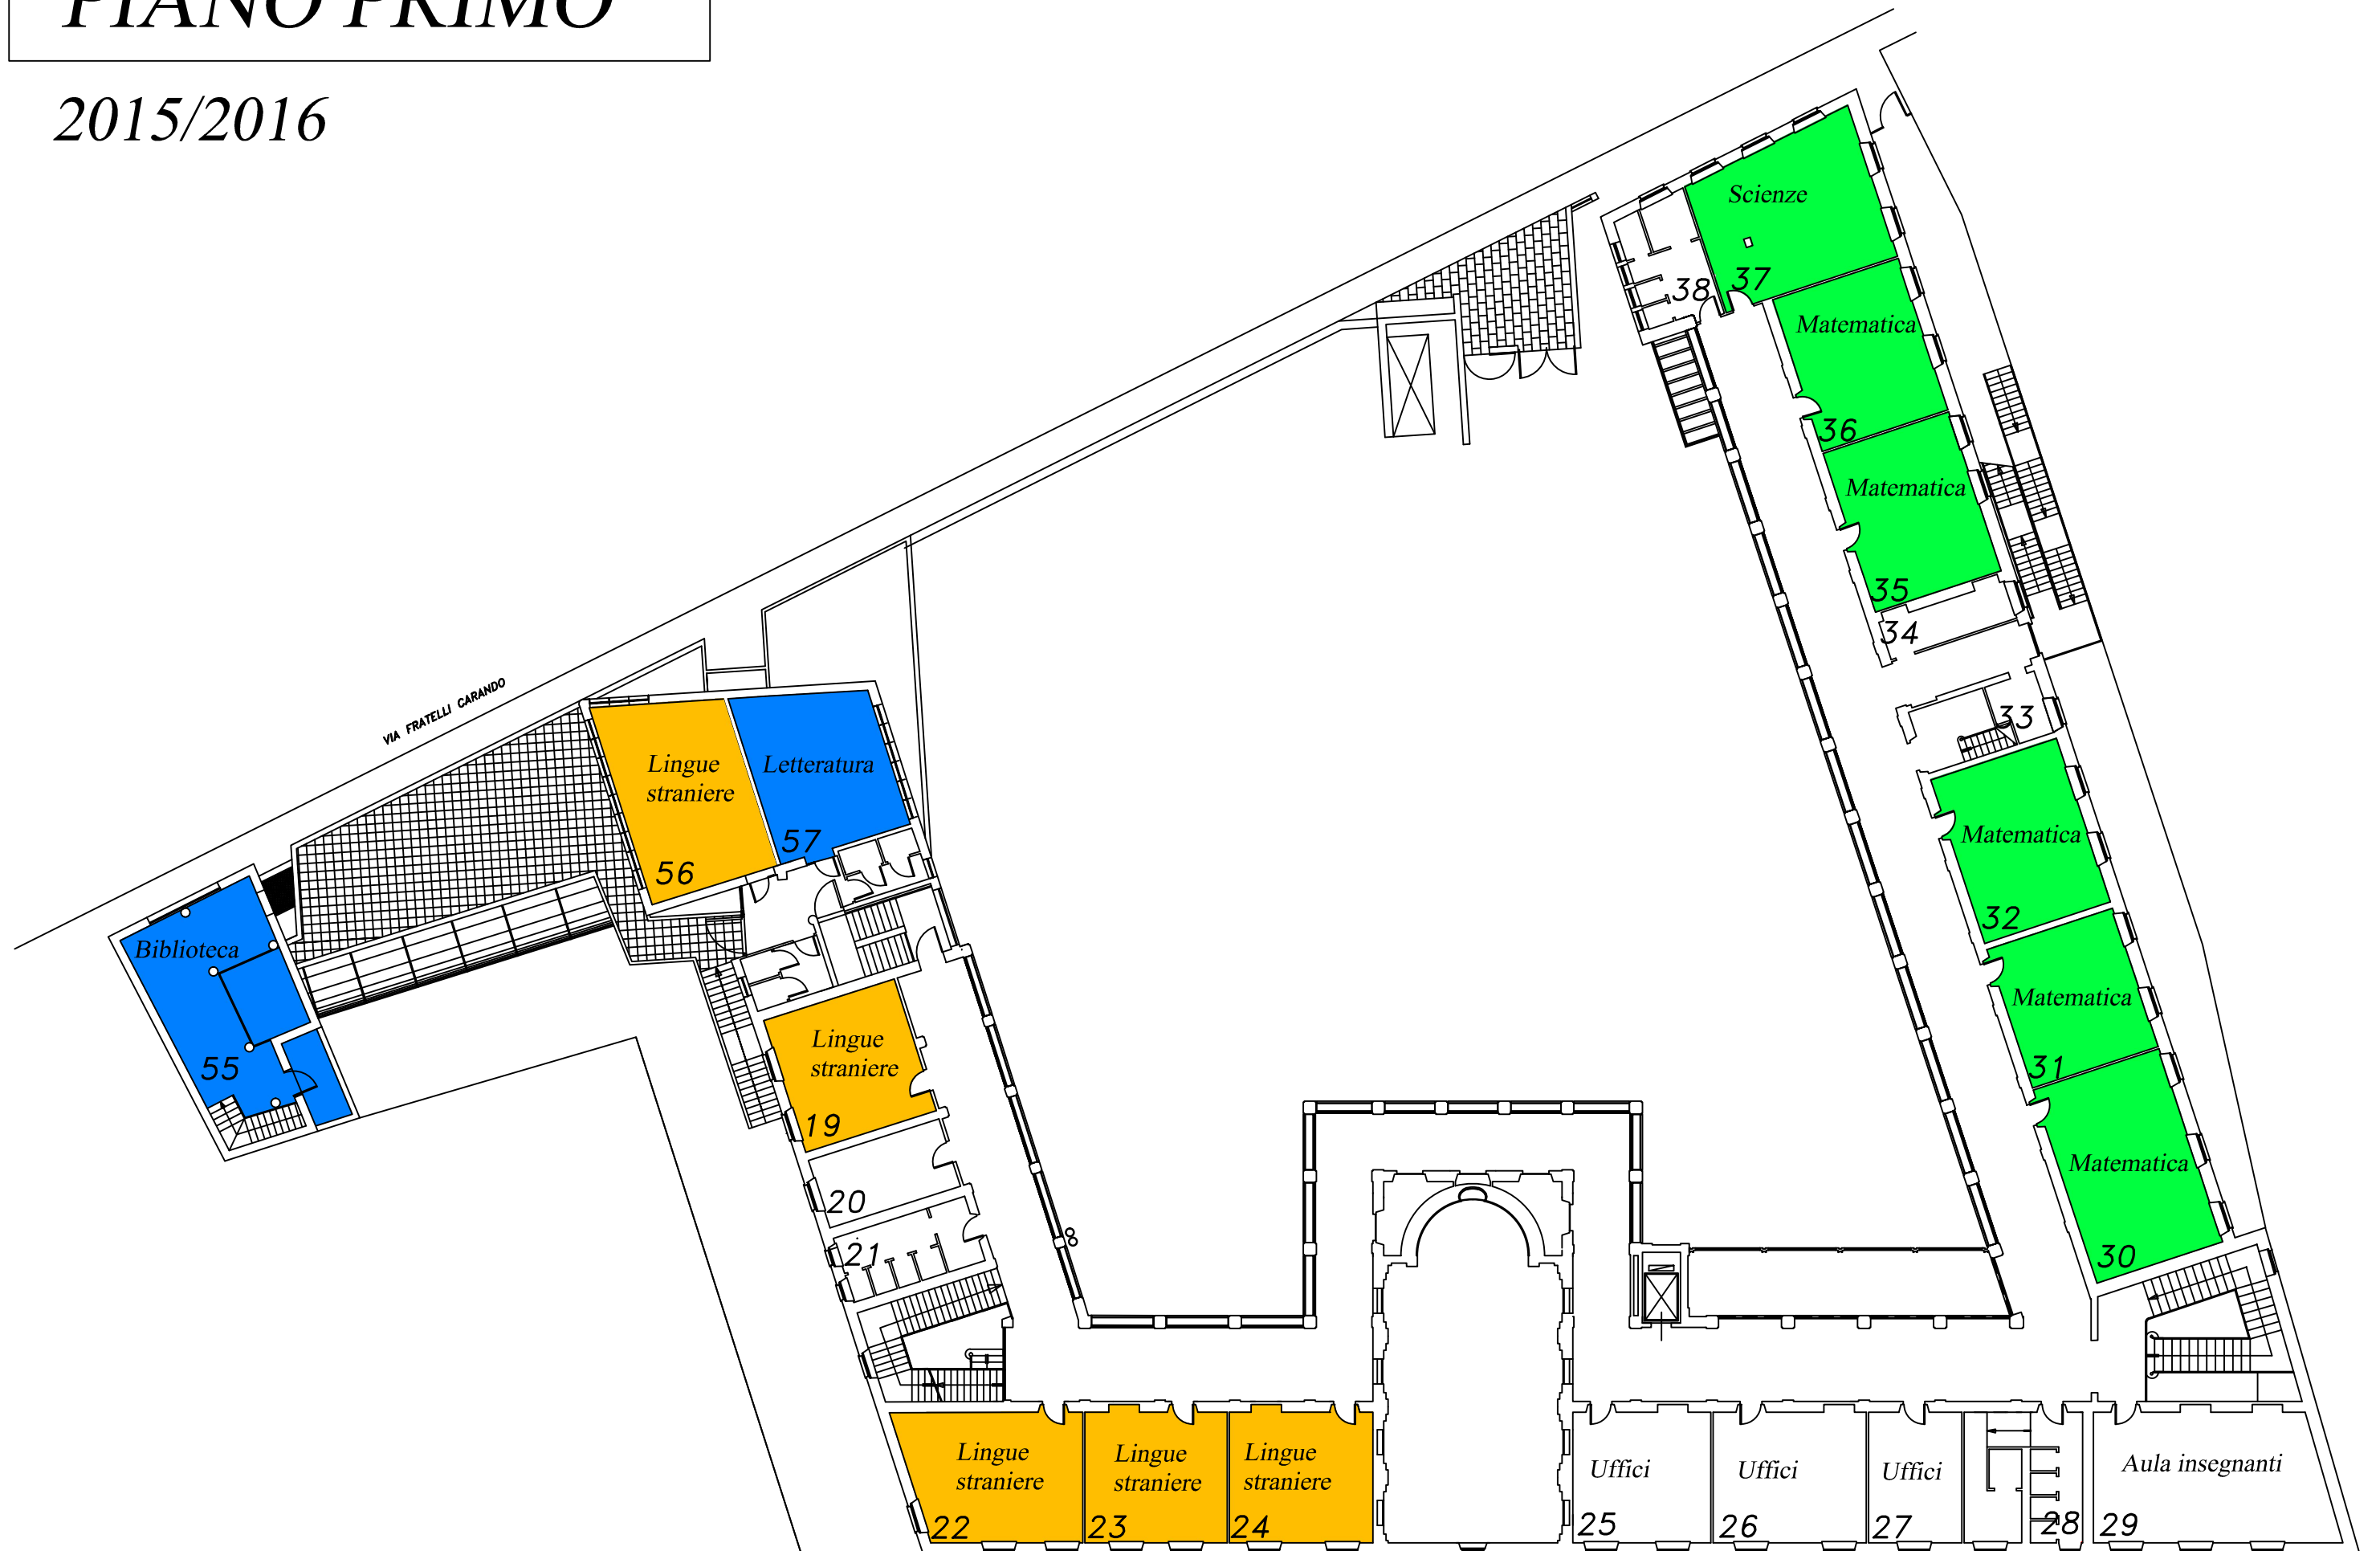 PIANO PRIMO
2015/2016
Scienze
37
38
Matematica
36
Matematica
35
34
33
VIA FRATELLI CARANDO
Lingue
straniere
56
Letteratura
57
Matematica
32
Biblioteca
55
Matematica
31
Lingue
straniere
19
20
21
Matematica
30
Lingue
straniere
22
Lingue
straniere
23
Lingue
straniere
24
Uffici
25
Uffici
26
Uffici
27
28
Aula insegnanti
29